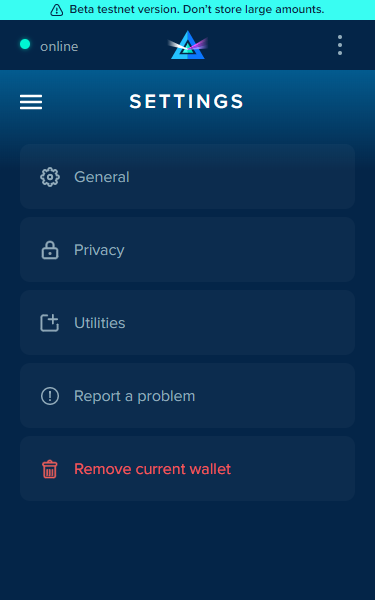 Beta testnet version. Don't store large amounts.
online
SETTINGS
General
Privacy
Utilities
Report a problem
Remove current wallet